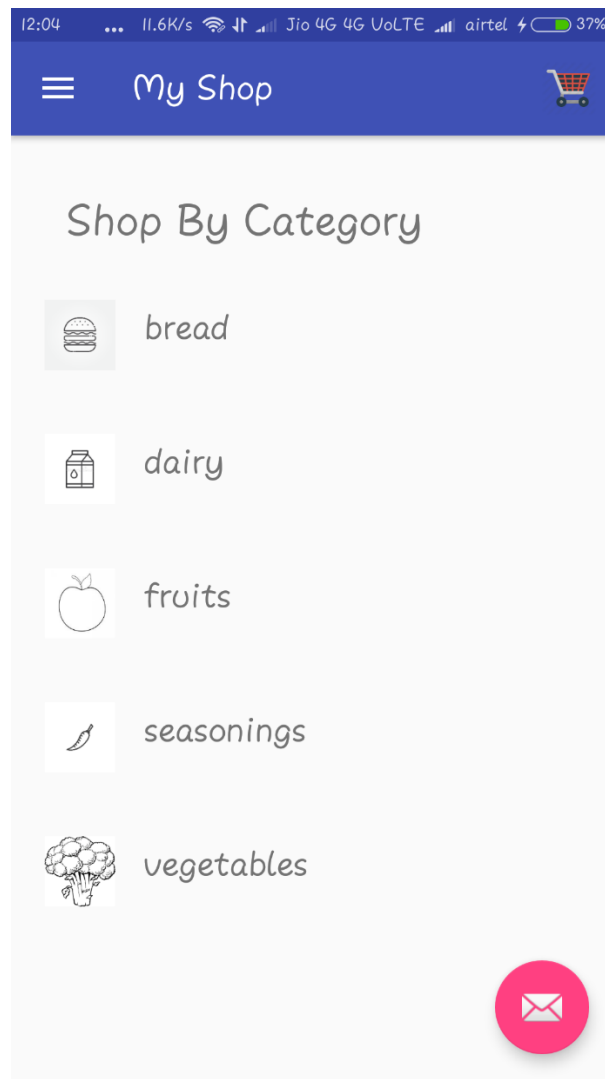 12:04 ... 11.6K/s Jio 4G 4G VoLTE airtel 37%
My Shop
Shop By Category
bread
dairy
fruits
seasonings
vegetables